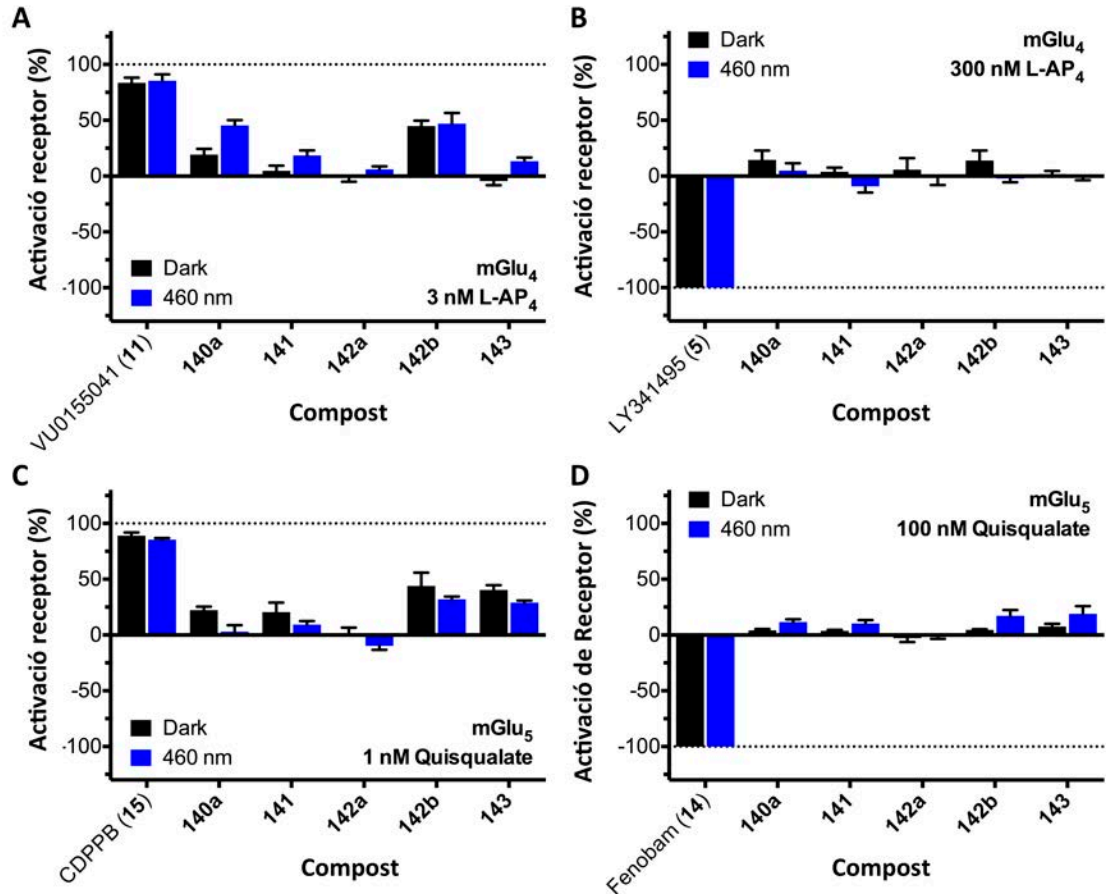 A
Activació receptor (%)
100
50
0
-50
-100
Dark
460 nm
mGlu4
3 nM L-AP4
VU0155041 (11)
140a
141
142a
142b
143
Compost
B
Activació receptor (%)
100
50
0
-50
-100
Dark
460 nm
mGlu4
300 nM L-AP4
LY341495 (5)
140a
141
142a
142b
143
Compost
C
Activació receptor (%)
100
50
0
-50
-100
Dark
460 nm
mGlu5
1 nM Quisqualate
CDPPB (15)
140a
141
142a
142b
143
Compost
D
Activació de Receptor (%)
100
50
0
-50
-100
Dark
460 nm
mGlu5
100 nM Quisqualate
Fenobam (14)
140a
141
142a
142b
143
Compost